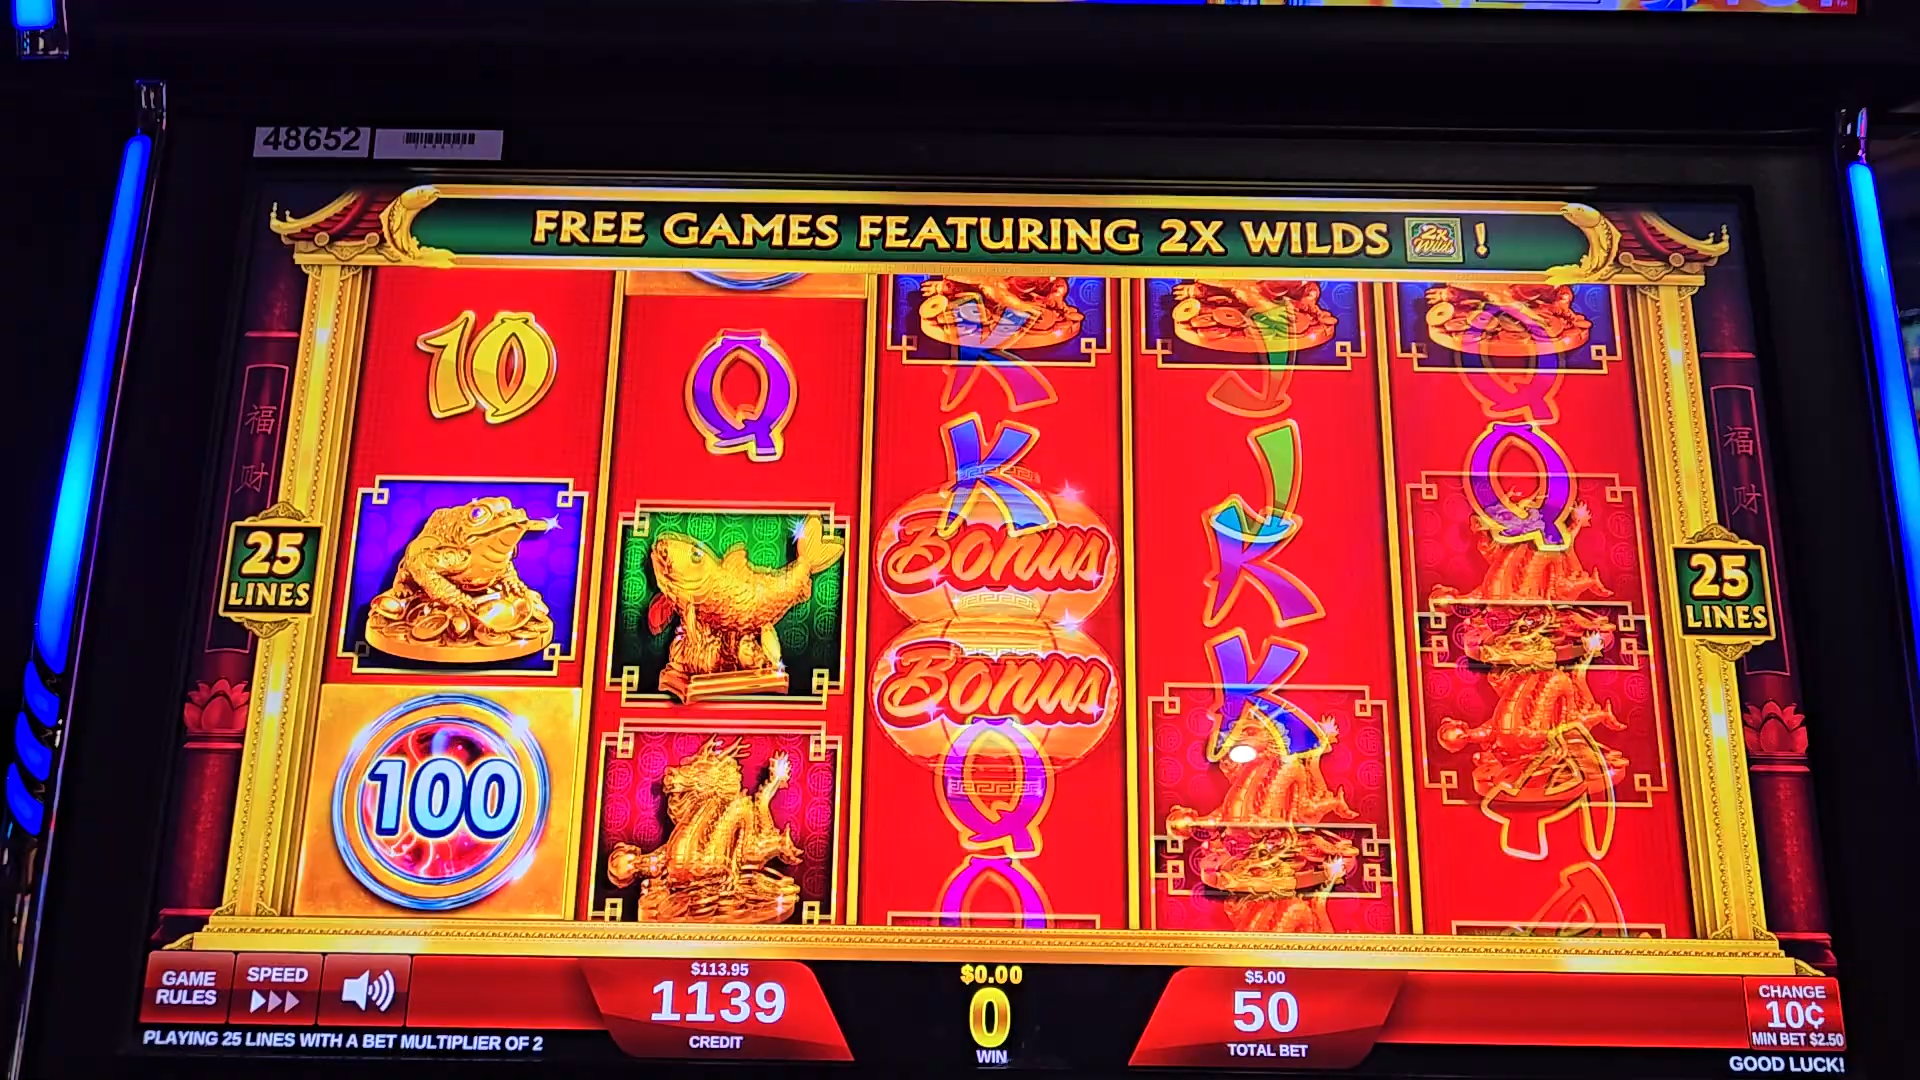 48652
FREE GAMES FEATURING 2X WILDS 2X Wild !
10
Q
K
J
Q
K
J
Q
福
财
福
财
25
LINES
Bonus
K
25
LINES
Bonus
K
100
Q
Q
GAME
RULES
SPEED
$113.95
1139
CREDIT
$0.00
0
WIN
$5.00
50
TOTAL BET
CHANGE
10¢
MIN BET $2.50
PLAYING 25 LINES WITH A BET MULTIPLIER OF 2
GOOD LUCK!